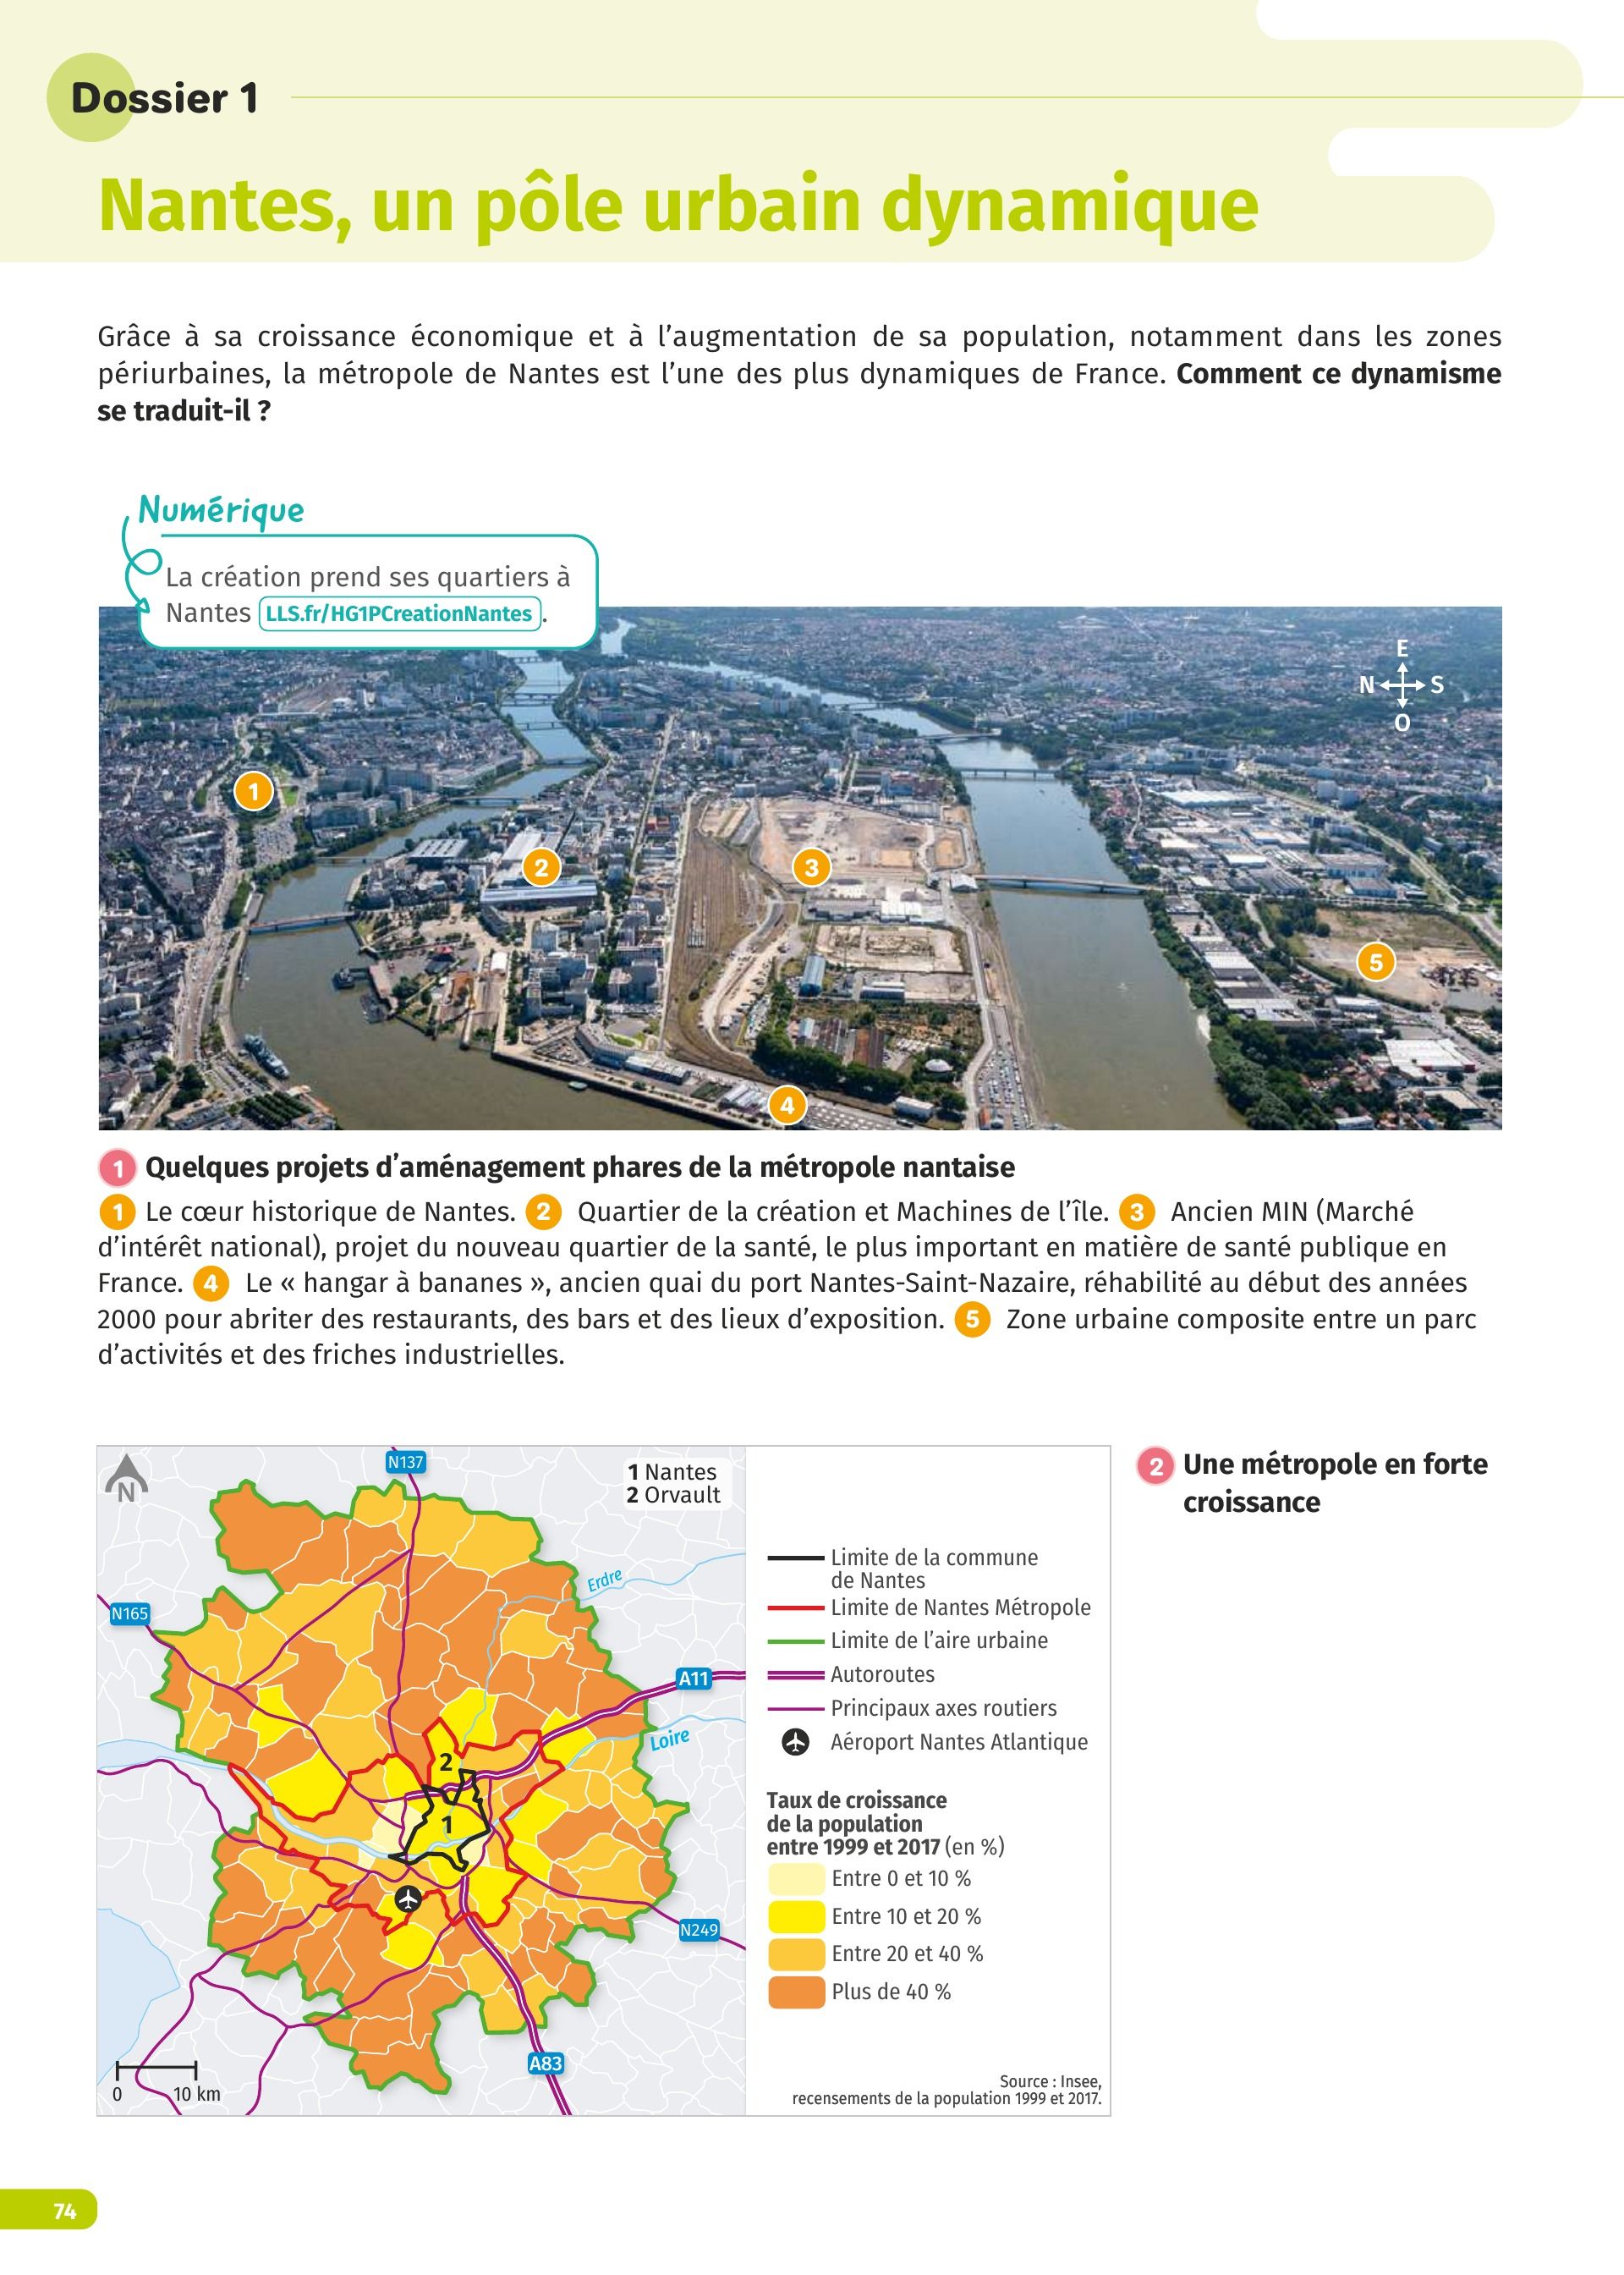 Dossier 1
Nantes, un pôle urbain dynamique
Grâce à sa croissance économique et à l'augmentation de sa population, notamment dans les zones
périurbaines, la métropole de Nantes est l'une des plus dynamiques de France. Comment ce dynamisme
se traduit-il ?
Numérique
La création prend ses quartiers à
Nantes LLS.fr/HG1PCreationNantes.
E
N S
O
1
2
3
5
4
1 Quelques projets d'aménagement phares de la métropole nantaise
1 Le cœur historique de Nantes. 2 Quartier de la création et Machines de l'île. 3 Ancien MIN (Marché
d'intérêt national), projet du nouveau quartier de la santé, le plus important en matière de santé publique en
France. 4 Le « hangar à bananes », ancien quai du port Nantes-Saint-Nazaire, réhabilité au début des années
2000 pour abriter des restaurants, des bars et des lieux d'exposition. 5 Zone urbaine composite entre un parc
d'activités et des friches industrielles.
N
N137
1 Nantes
2 Orvault
Erdre
N165
A11
Loire
2
1
N249
A83
0 10 km
Limite de la commune
de Nantes
Limite de Nantes Métropole
Limite de l'aire urbaine
Autoroutes
Principaux axes routiers
Aéroport Nantes Atlantique
Taux de croissance
de la population
entre 1999 et 2017 (en %)
Entre 0 et 10 %
Entre 10 et 20 %
Entre 20 et 40 %
Plus de 40 %
Source : Insee,
recensements de la population 1999 et 2017.
2 Une métropole en forte
croissance
74